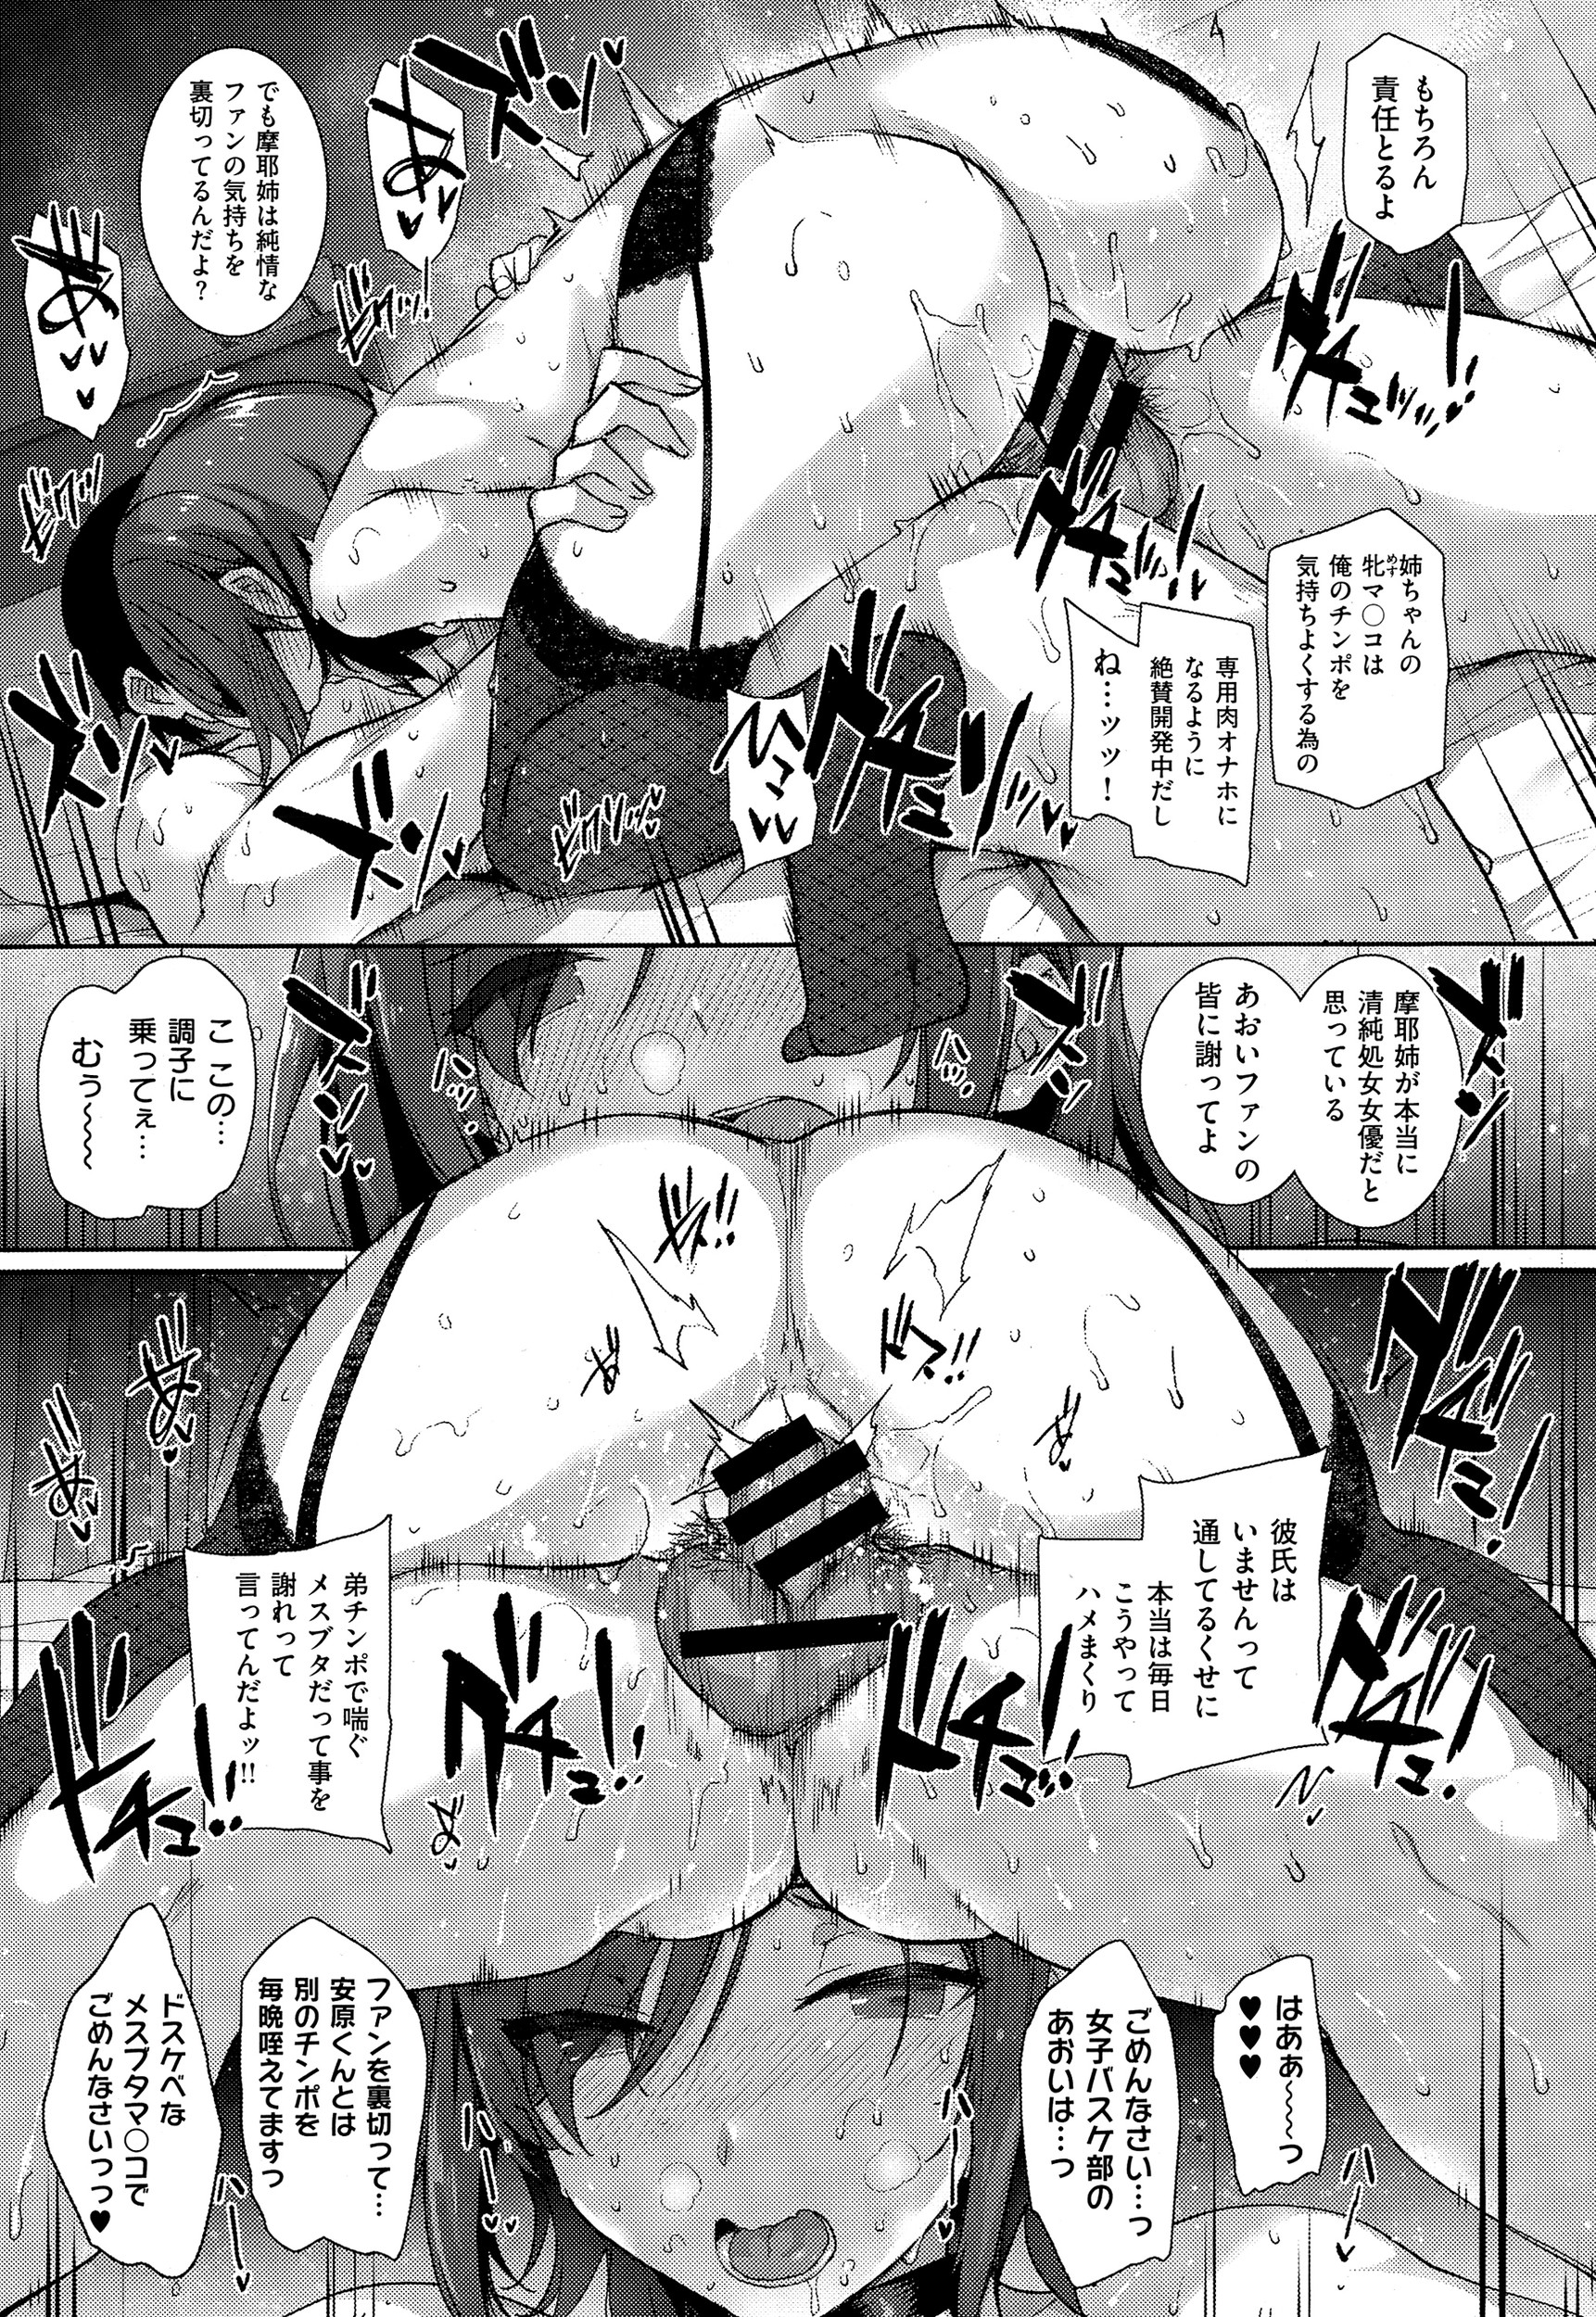 もちろん
責任とるよ
でも摩耶姉は純情な
ファンの気持ちを
裏切ってるんだよ?
姉ちゃんの
牝マ○コは
俺のチンポを
気持ちよくする為の
専用肉オナホに
なるように
絶賛開発中だし
ね…ッッ!
摩耶姉が本当に
清純処女女優だと
思っている
あおいファンの
皆に謝ってよ
こ この…
調子に
乗ってぇ…
むぅ〜〜〜
彼氏は
いませんって
通してるくせに
本当は毎日
こうやって
ハメまくり
弟チンポで喘ぐ
メスブタだって事を
謝れって
言ってんだよッ!!
はあぁ〜〜〜っ
♥♥♥
ごめんなさい…っ
女子バスケ部の
あおいは…っ
ファンを裏切って…
安原くんとは
別のチンポを
毎晩咥えてますっ
ドスケベな
メスブタマ○コで
ごめんなさいっっ♥